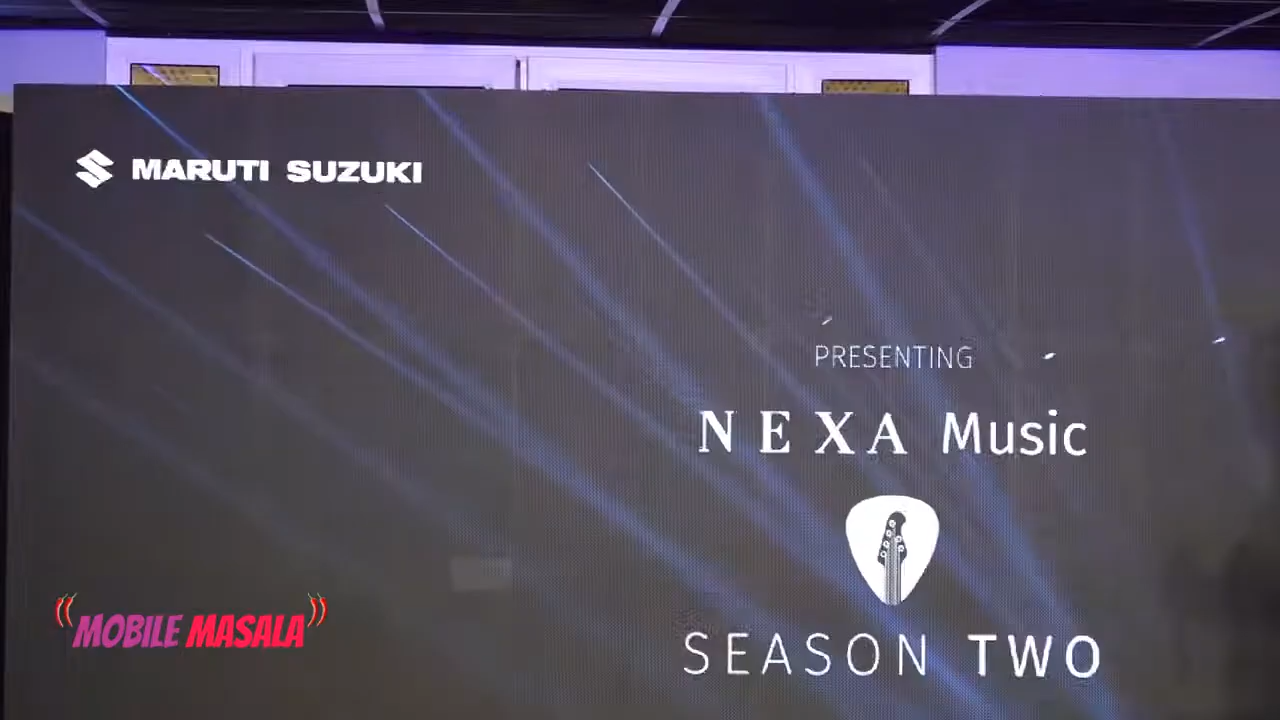 MARUTI SUZUKI
PRESENTING
NEXA Music
SEASON TWO
MOBILE MASALA